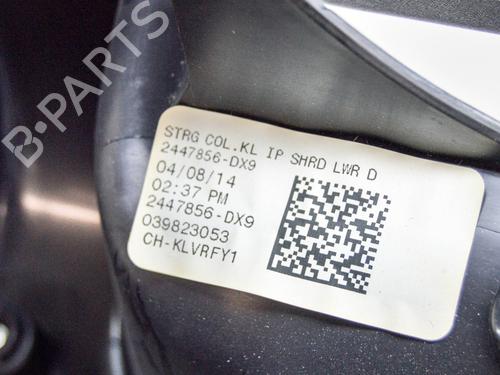 B-PARTS
STRG COL.KL IP SHRD LWR D
2447856-DX9
04/08/14
02:37 PM
2447856-DX9
039823053
CH-KLVRFY1